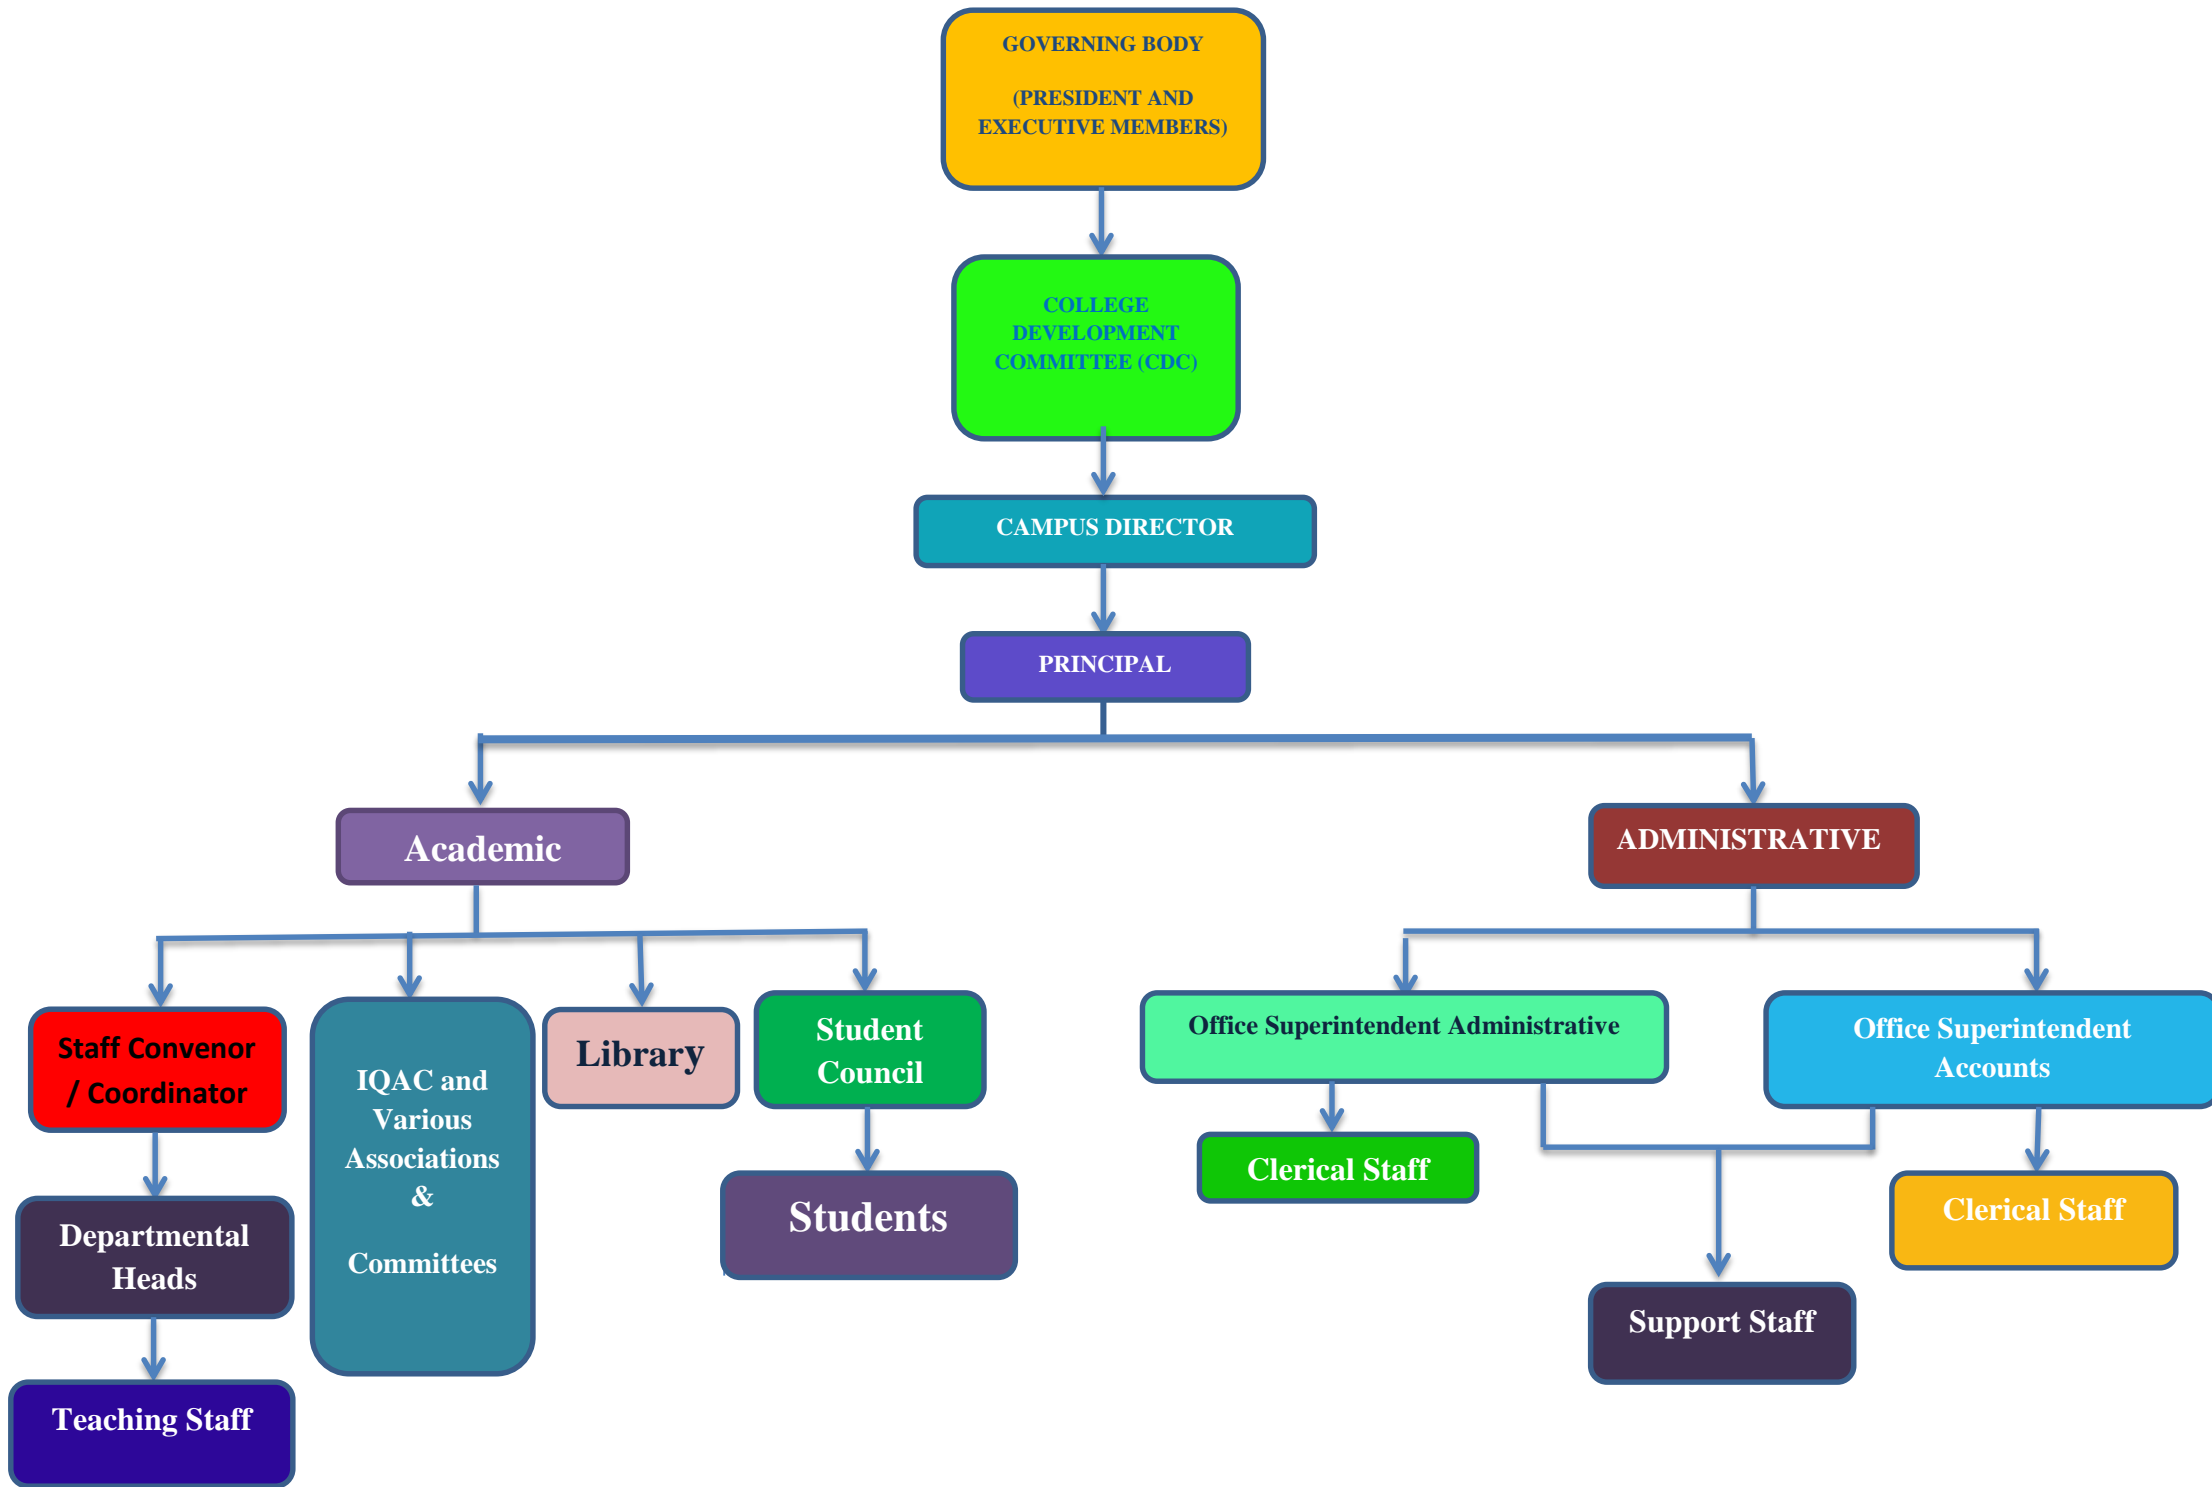 GOVERNING BODY
(PRESIDENT AND
EXECUTIVE MEMBERS)
COLLEGE
DEVELOPMENT
COMMITTEE (CDC)
CAMPUS DIRECTOR
PRINCIPAL
Academic
ADMINISTRATIVE
Staff Convenor
/ Coordinator
IQAC and
Various
Associations
&
Committees
Library
Student
Council
Office Superintendent Administrative
Office Superintendent
Accounts
Departmental
Heads
Students
Clerical Staff
Clerical Staff
Support Staff
Teaching Staff